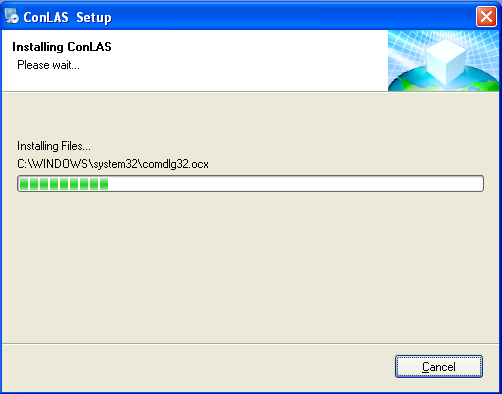 ConLAS Setup
Installing ConLAS
Please wait...
Installing Files...
C:\WINDOWS\system32\comdlg32.ocx
Cancel